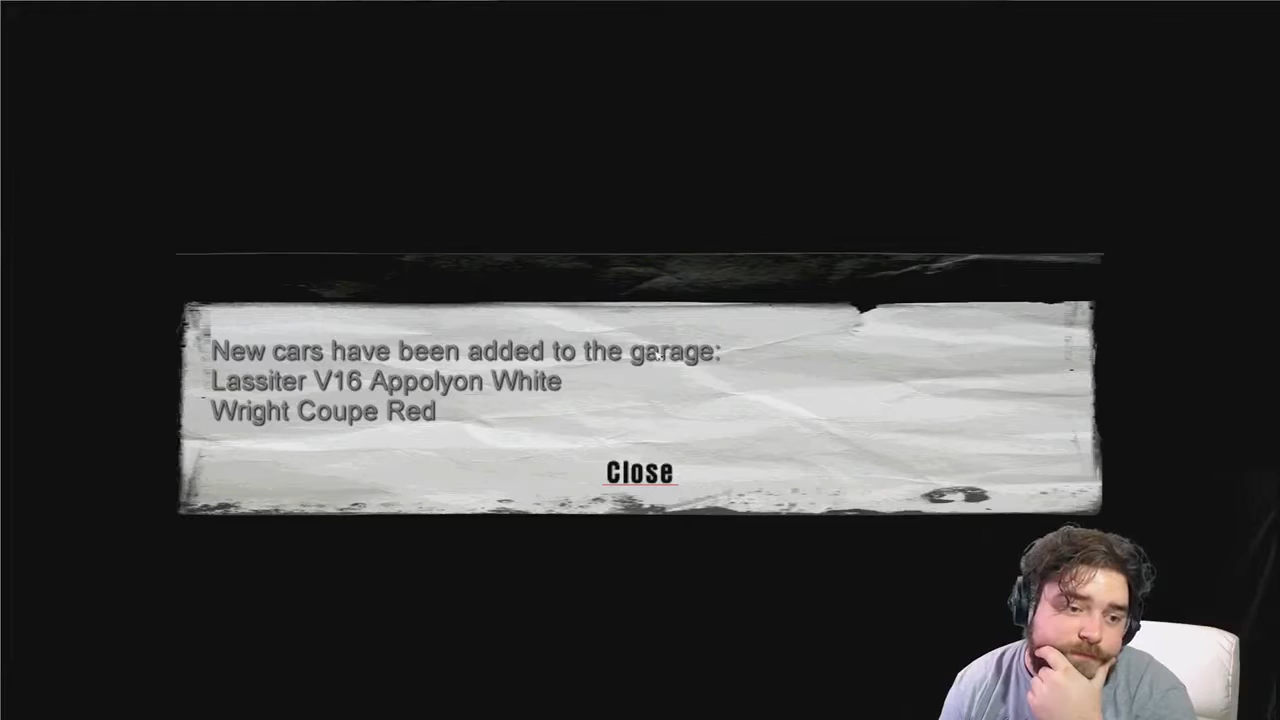 New cars have been added to the garage:
Lassiter V16 Appolyon White
Wright Coupe Red
Close